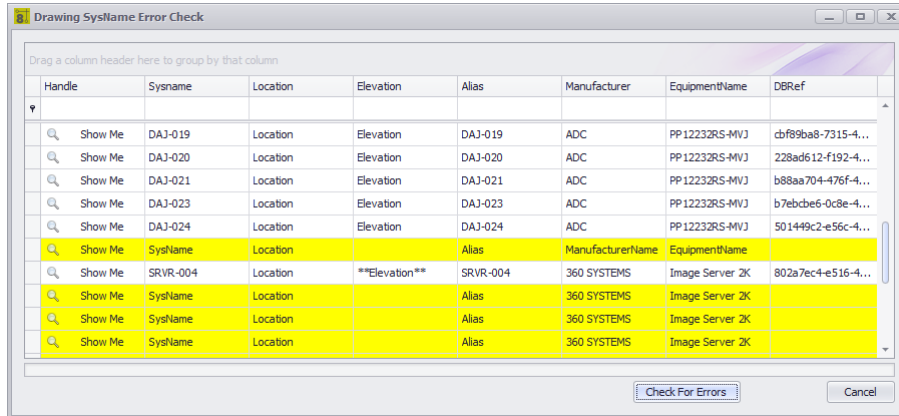 Drawing SysName Error Check
Drag a column header here to group by that column
Handle Sysname Location Elevation Alias Manufacturer EquipmentName DBRef
Show Me DAJ-019 Location Elevation DAJ-019 ADC PP12232RS-MVJ cbf89ba8-7315-4...
Show Me DAJ-020 Location Elevation DAJ-020 ADC PP12232RS-MVJ 228ad612-f192-4...
Show Me DAJ-021 Location Elevation DAJ-021 ADC PP12232RS-MVJ b88aa704-476f-4...
Show Me DAJ-023 Location Elevation DAJ-023 ADC PP12232RS-MVJ b7ebcbe6-0c8e-4...
Show Me DAJ-024 Location Elevation DAJ-024 ADC PP12232RS-MVJ 501449c2-e56c-4...
Show Me SysName Location Alias ManufacturerName EquipmentName
Show Me SRVR-004 Location **Elevation** SRVR-004 360 SYSTEMS Image Server 2K 802a7ec4-e516-4...
Show Me SysName Location Alias 360 SYSTEMS Image Server 2K
Show Me SysName Location Alias 360 SYSTEMS Image Server 2K
Show Me SysName Location Alias 360 SYSTEMS Image Server 2K
Check For Errors Cancel